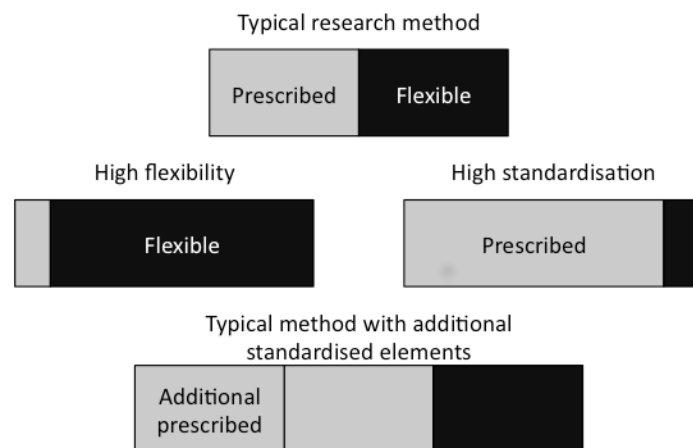 Typical research method
Prescribed
Flexible
High flexibility
High standardisation
Flexible
Prescribed
Typical method with additional
standardised elements
Additional
prescribed